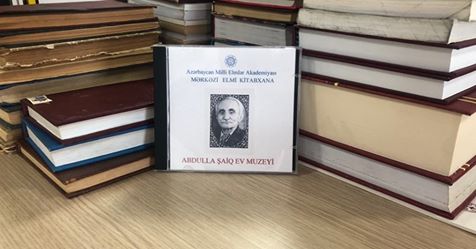 Azərbaycan Milli Elmlər Akademiyası
MƏRKƏZİ ELMİ KİTABXANA
ABDULLA ŞAİQ EV MUZEYİ